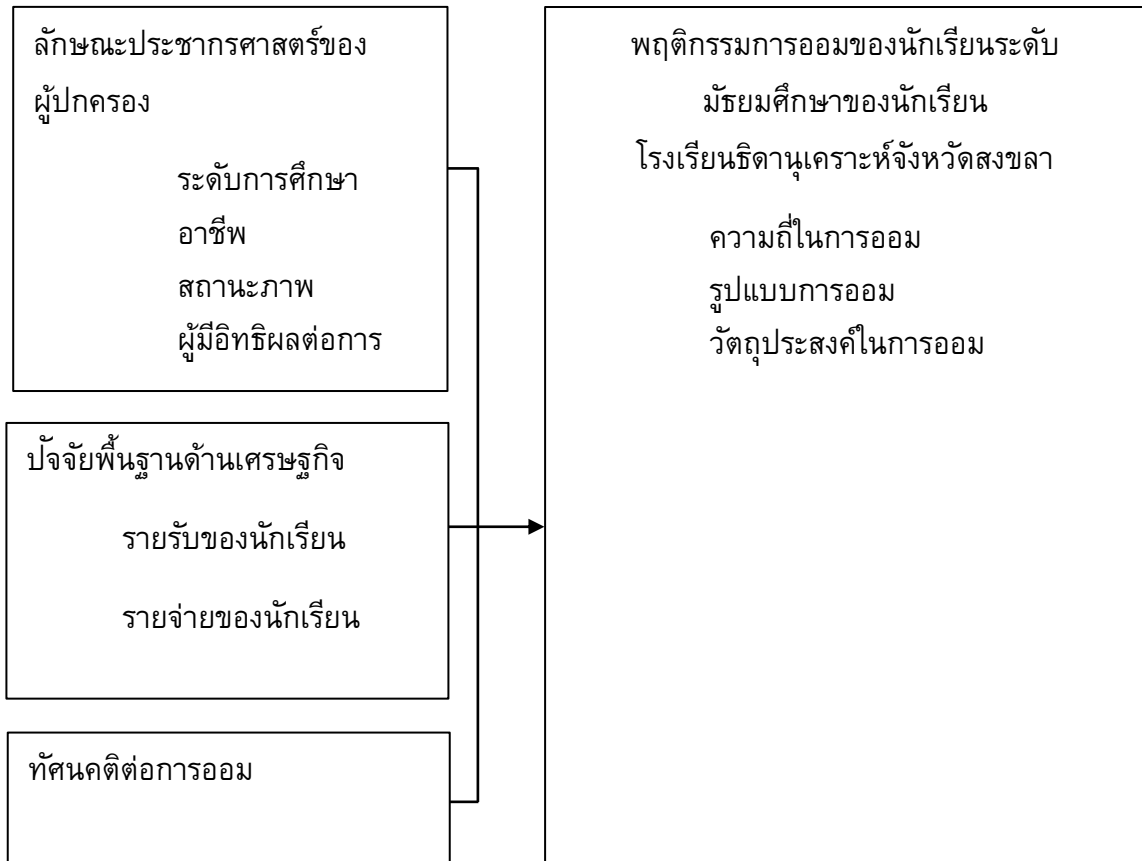 ลักษณะประชากรศาสตร์ของ
ผู้ปกครอง
ระดับการศึกษา
อาชีพ
สถานะภาพ
ผู้มีอิทธิผลต่อการ
ปัจจัยพื้นฐานด้านเศรษฐกิจ
รายรับของนักเรียน
รายจ่ายของนักเรียน
ทัศนคติต่อการออม
พฤติกรรมการออมของนักเรียนระดับ
มัธยมศึกษาของนักเรียน
โรงเรียนธิดานุเคราะห์จังหวัดสงขลา
ความถี่ในการออม
รูปแบบการออม
วัตถุประสงค์ในการออม